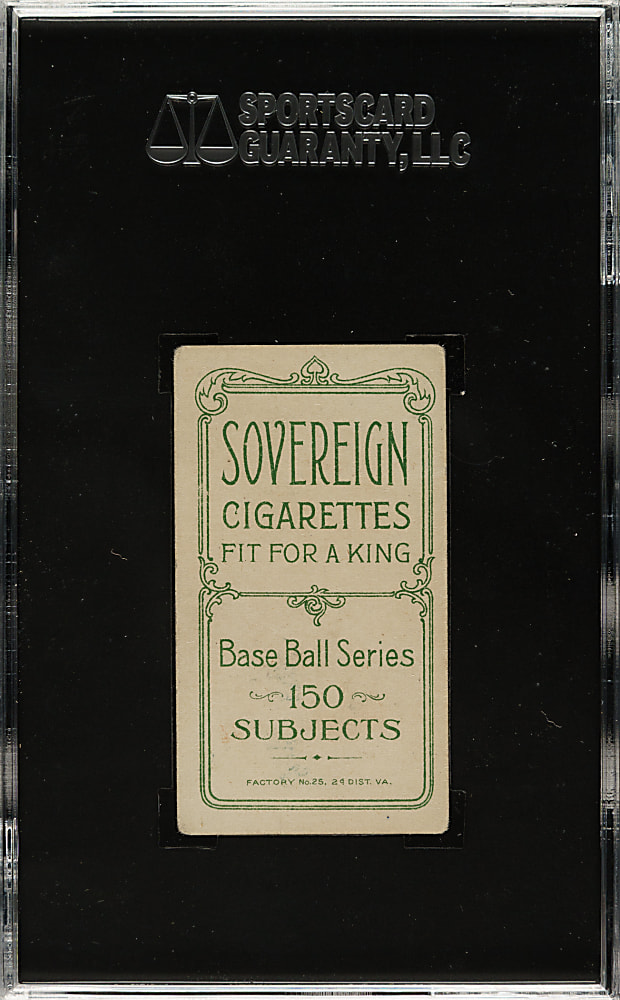 SPORTSCARD
GUARANTY, LLC
SOVEREIGN
CIGARETTES
FIT FOR A KING
Base Ball Series
150
SUBJECTS
FACTORY No.25, 2d DIST. VA.